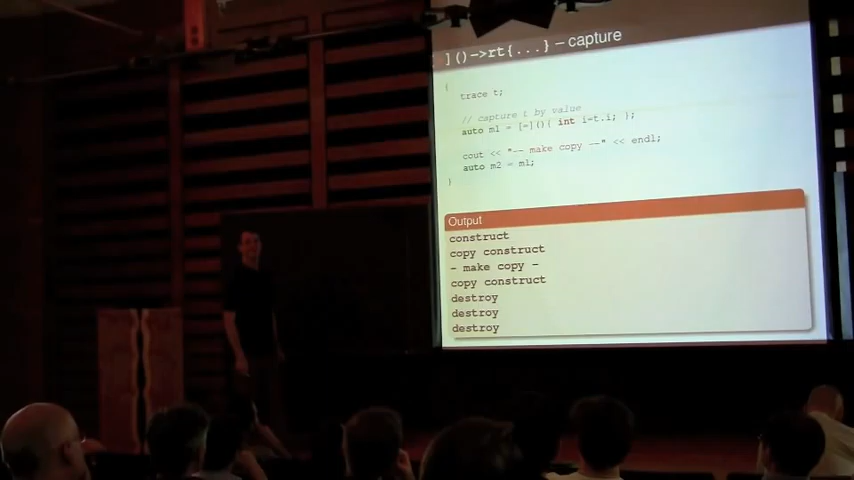 ]()->rt{...} – capture
{
trace t;
// capture t by value
auto m1 = [=](){ int i=t.i; };
cout << "-- make copy --" << endl;
auto m2 = m1;
}
Output
construct
copy construct
- make copy -
copy construct
destroy
destroy
destroy